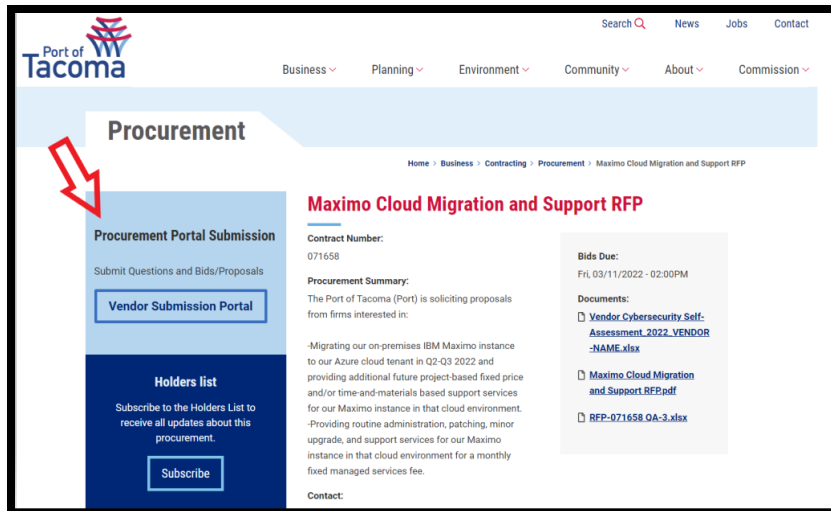 Port of
Tacoma
Search
News
Jobs
Contact
Business
Planning
Environment
Community
About
Commission
Procurement
Home > Business > Contracting > Procurement > Maximo Cloud Migration and Support RFP
Procurement Portal Submission
Submit Questions and Bids/Proposals
Vendor Submission Portal
Holders list
Subscribe to the Holders List to
receive all updates about this
procurement.
Subscribe
Maximo Cloud Migration and Support RFP
Contract Number:
071658
Procurement Summary:
The Port of Tacoma (Port) is soliciting proposals
from firms interested in:
-Migrating our on-premises IBM Maximo instance
to our Azure cloud tenant in Q2-Q3 2022 and
providing additional future project-based fixed price
and/or time-and-materials based support services
for our Maximo instance in that cloud environment.
-Providing routine administration, patching, minor
upgrade, and support services for our Maximo
instance in that cloud environment for a monthly
fixed managed services fee.
Contact:
Bids Due:
Fri, 03/11/2022 - 02:00PM
Documents:
Vendor Cybersecurity Self-
Assessment_2022_VENDOR
-NAME.xlsx
Maximo Cloud Migration
and Support RFP.pdf
RFP-071658 QA-3.xlsx